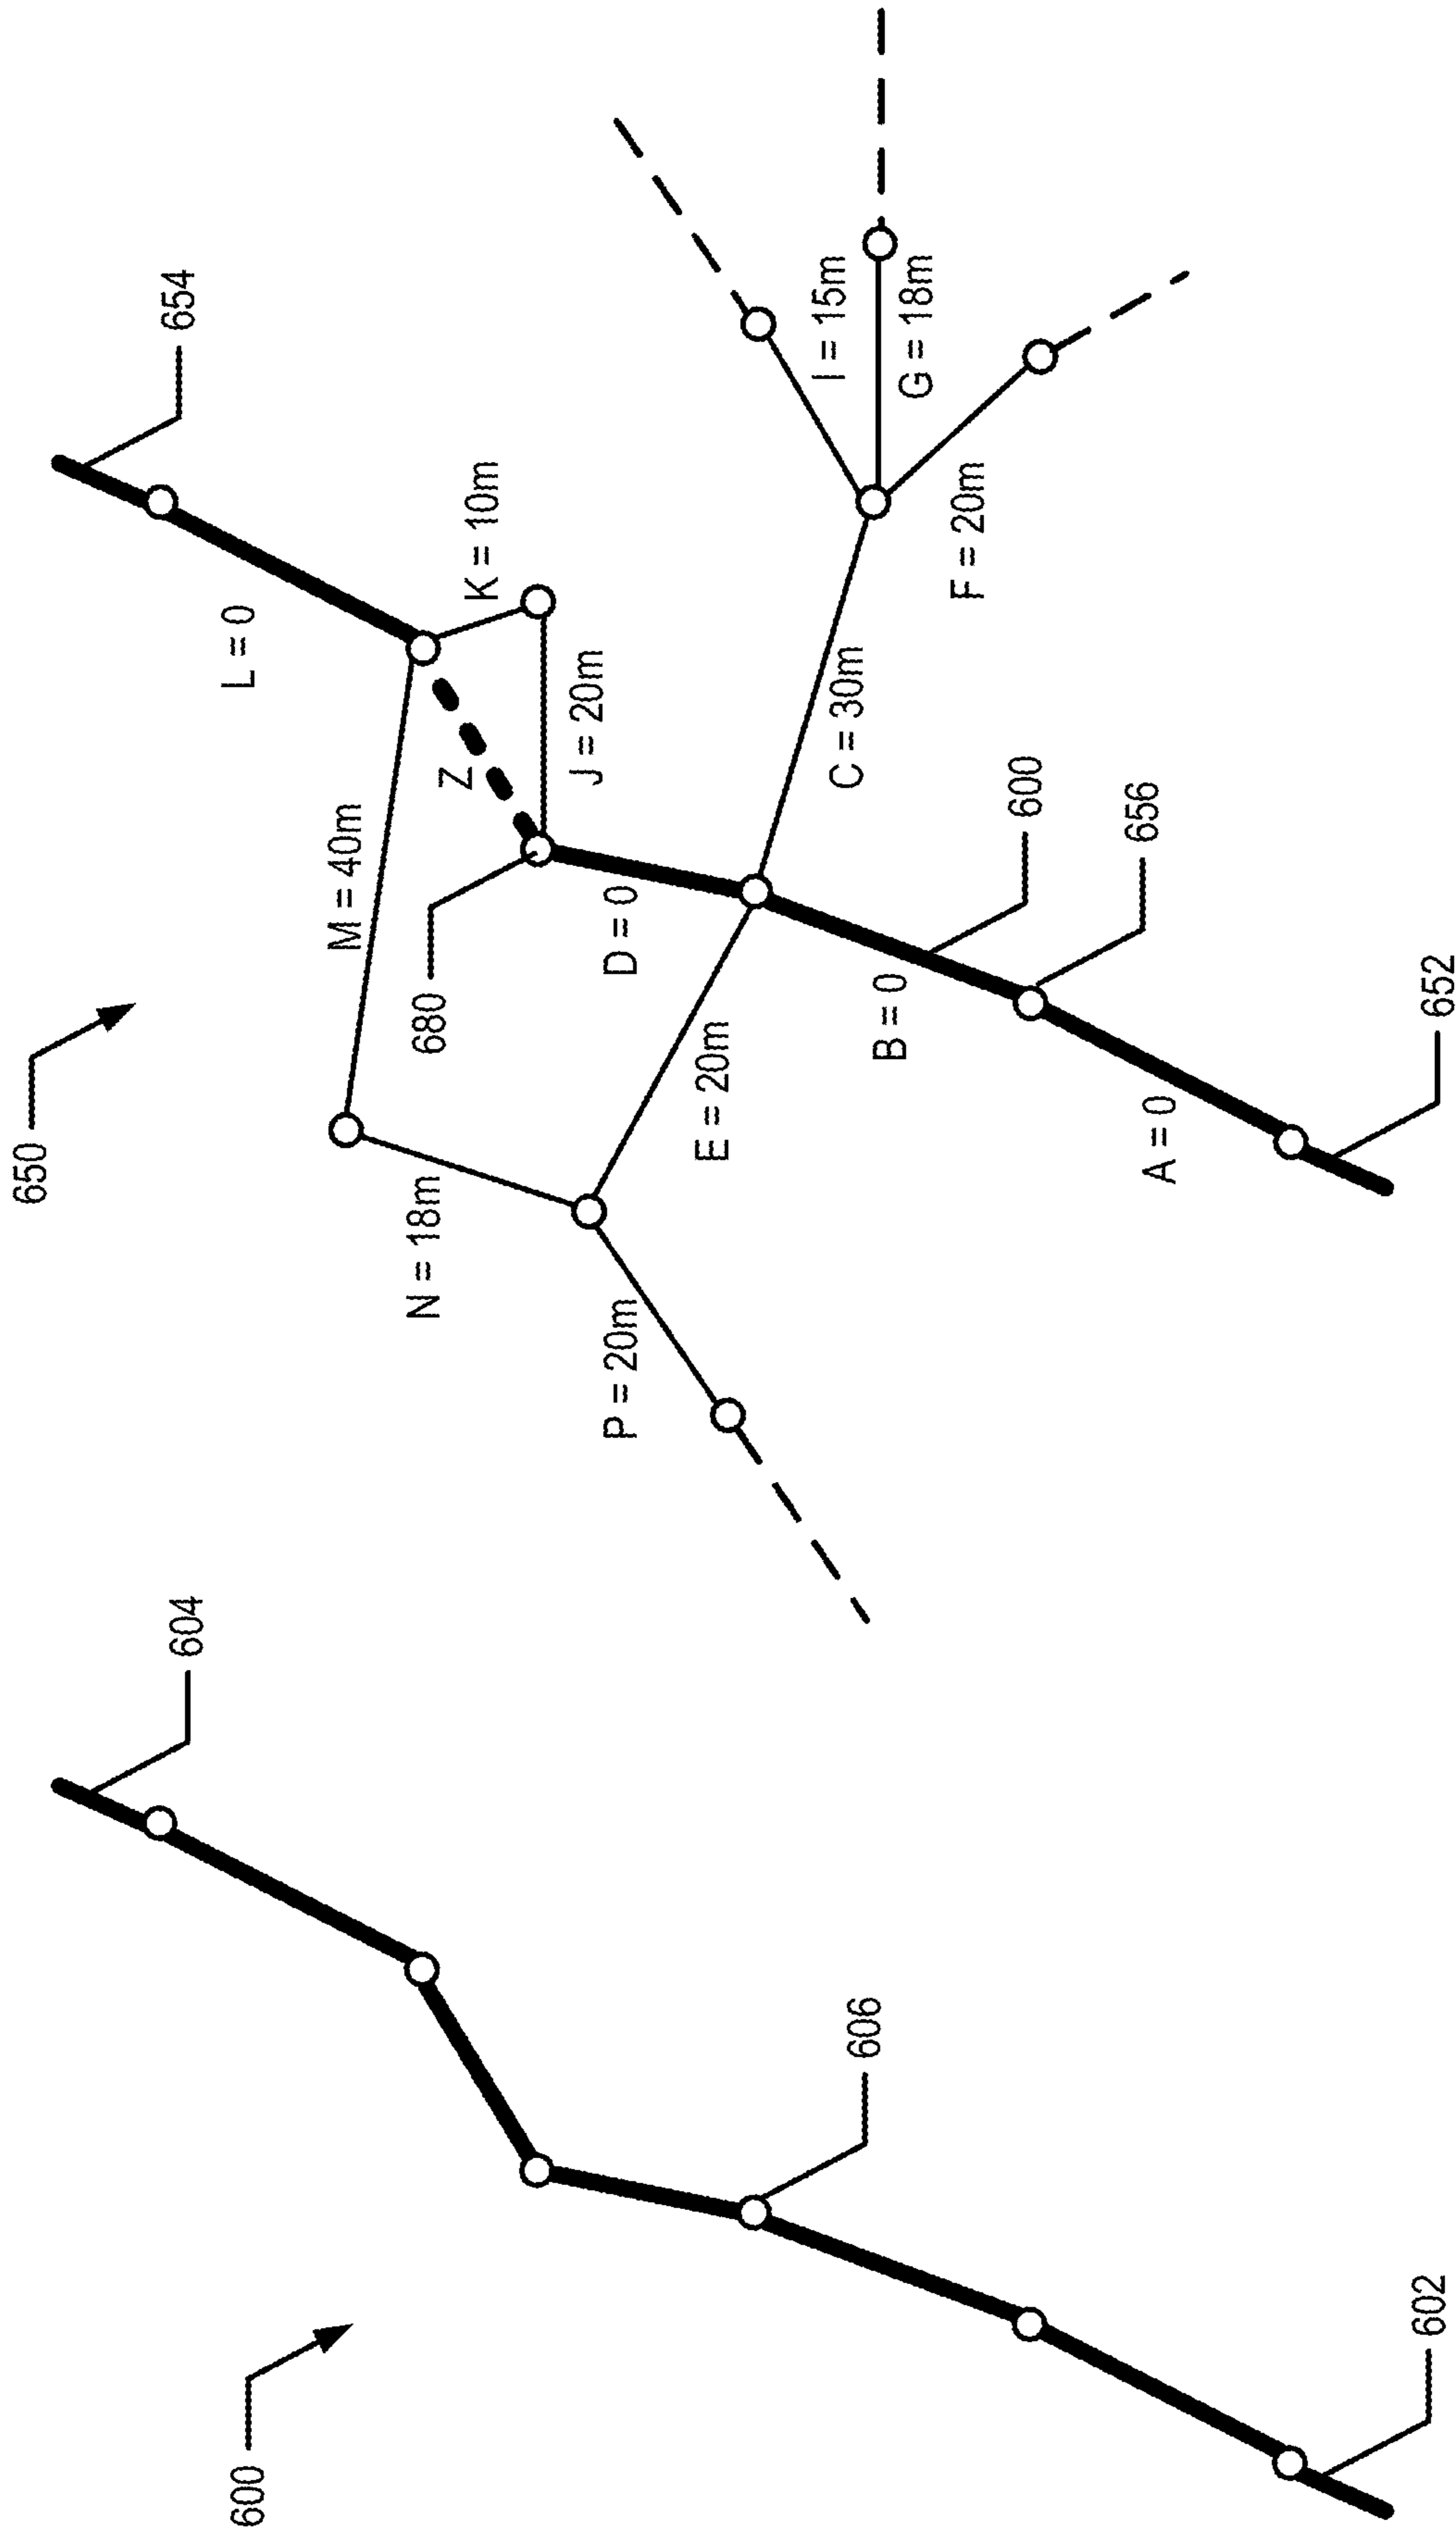 604
600
606
602
650
654
L = 0
M = 40m
N = 18m
680
Z
K = 10m
J = 20m
P = 20m
D = 0
E = 20m
I = 15m
C = 30m
B = 0
G = 18m
F = 20m
600
656
A = 0
652